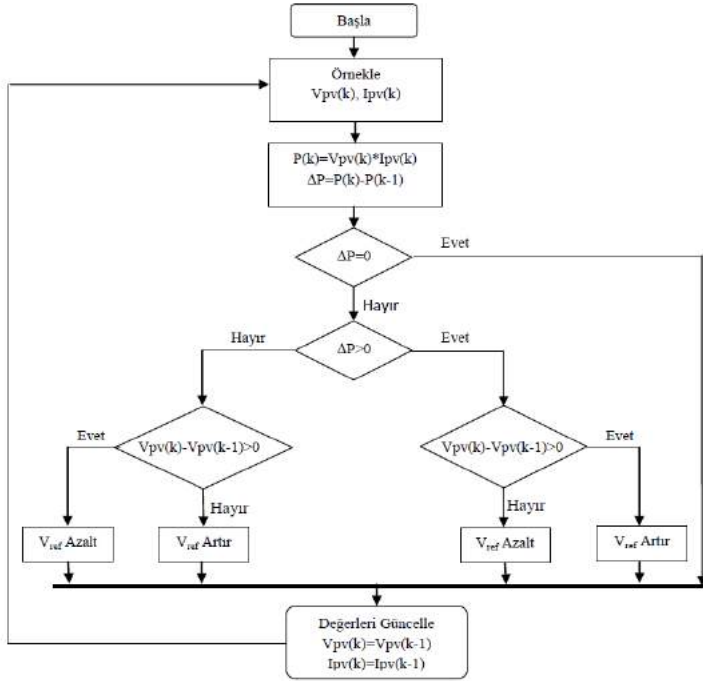 Başla
Örnekle
Vpv(k), Ipv(k)
P(k)=Vpv(k)*Ipv(k)
ΔP=P(k)-P(k-1)
ΔP=0
Evet
Hayır
ΔP>0
Hayır
Evet
Vpv(k)-Vpv(k-1)>0
Evet
Hayır
Vpv(k)-Vpv(k-1)>0
Evet
Hayır
Vref Azalt
Vref Artır
Vref Azalt
Vref Artır
Değerleri Güncelle
Vpv(k)=Vpv(k-1)
Ipv(k)=Ipv(k-1)